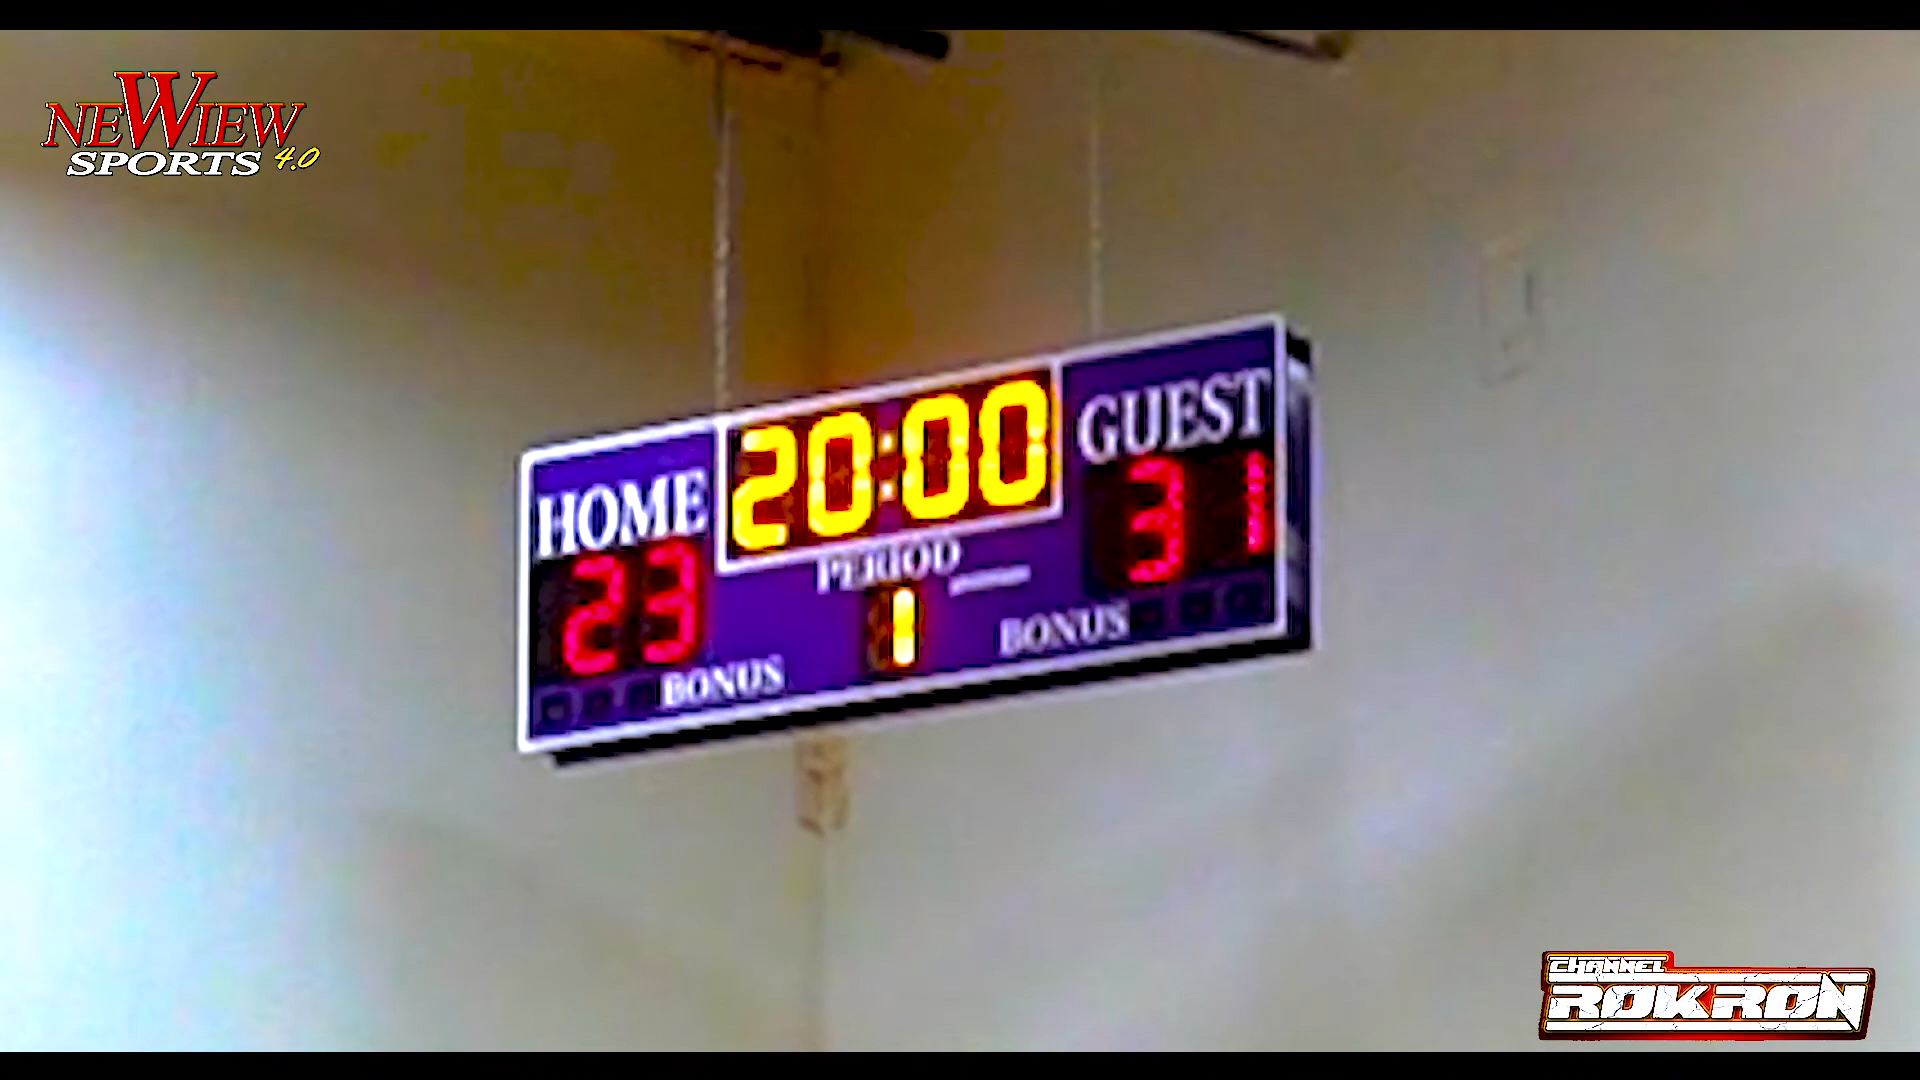 NEWIEW
SPORTS 4.0
HOME
20:00
GUEST
23
PERIOD
31
1
BONUS
BONUS
CHANNEL
ROKRON